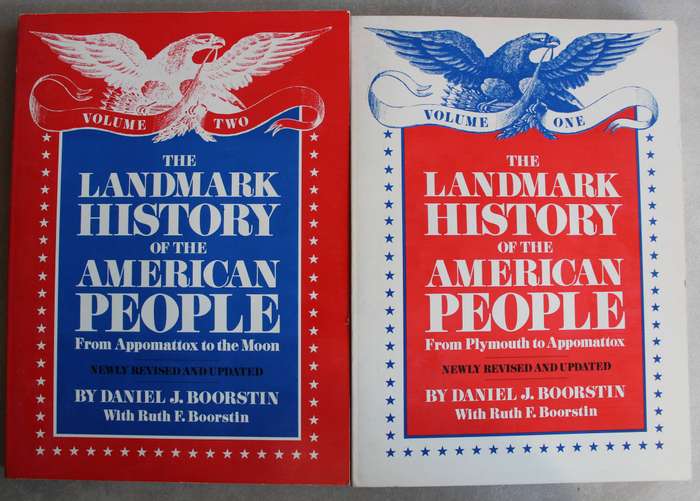 VOLUME TWO
THE
LANDMARK
HISTORY
OF THE
AMERICAN
PEOPLE
From Appomattox to the Moon
NEWLY REVISED AND UPDATED
BY DANIEL J. BOORSTIN
With Ruth F. Boorstin
VOLUME ONE
THE
LANDMARK
HISTORY
OF THE
AMERICAN
PEOPLE
From Plymouth to Appomattox
NEWLY REVISED AND UPDATED
BY DANIEL J. BOORSTIN
With Ruth F. Boorstin